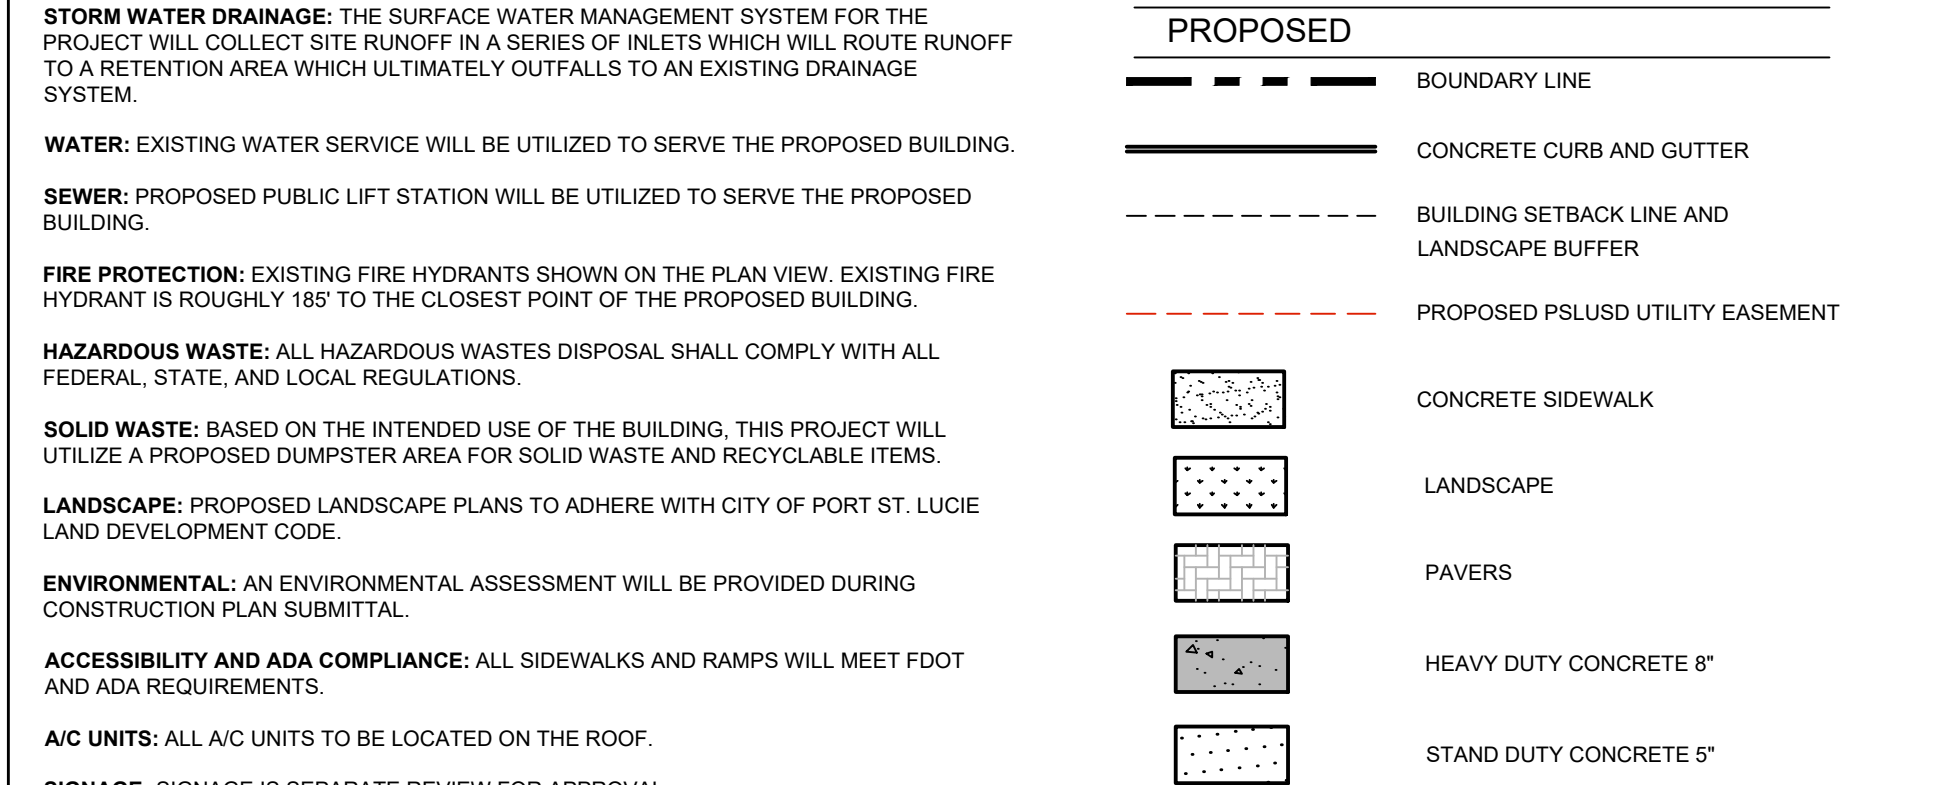 STORM WATER DRAINAGE: THE SURFACE WATER MANAGEMENT SYSTEM FOR THE
PROJECT WILL COLLECT SITE RUNOFF IN A SERIES OF INLETS WHICH WILL ROUTE RUNOFF
TO A RETENTION AREA WHICH ULTIMATELY OUTFALLS TO AN EXISTING DRAINAGE
SYSTEM.
WATER: EXISTING WATER SERVICE WILL BE UTILIZED TO SERVE THE PROPOSED BUILDING.
SEWER: PROPOSED PUBLIC LIFT STATION WILL BE UTILIZED TO SERVE THE PROPOSED
BUILDING.
FIRE PROTECTION: EXISTING FIRE HYDRANTS SHOWN ON THE PLAN VIEW. EXISTING FIRE
HYDRANT IS ROUGHLY 185' TO THE CLOSEST POINT OF THE PROPOSED BUILDING.
HAZARDOUS WASTE: ALL HAZARDOUS WASTES DISPOSAL SHALL COMPLY WITH ALL
FEDERAL, STATE, AND LOCAL REGULATIONS.
SOLID WASTE: BASED ON THE INTENDED USE OF THE BUILDING, THIS PROJECT WILL
UTILIZE A PROPOSED DUMPSTER AREA FOR SOLID WASTE AND RECYCLABLE ITEMS.
LANDSCAPE: PROPOSED LANDSCAPE PLANS TO ADHERE WITH CITY OF PORT ST. LUCIE
LAND DEVELOPMENT CODE.
ENVIRONMENTAL: AN ENVIRONMENTAL ASSESSMENT WILL BE PROVIDED DURING
CONSTRUCTION PLAN SUBMITTAL.
ACCESSIBILITY AND ADA COMPLIANCE: ALL SIDEWALKS AND RAMPS WILL MEET FDOT
AND ADA REQUIREMENTS.
A/C UNITS: ALL A/C UNITS TO BE LOCATED ON THE ROOF.
SIGNAGE: SIGNAGE IS SEPARATE REVIEW FOR APPROVAL
PROPOSED
BOUNDARY LINE
CONCRETE CURB AND GUTTER
BUILDING SETBACK LINE AND
LANDSCAPE BUFFER
PROPOSED PSLUSD UTILITY EASEMENT
CONCRETE SIDEWALK
LANDSCAPE
PAVERS
HEAVY DUTY CONCRETE 8"
STAND DUTY CONCRETE 5"